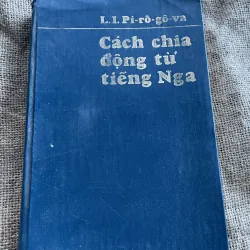 L.I. Pi-rô-gô-va
Cách chia
động từ
tiếng Nga